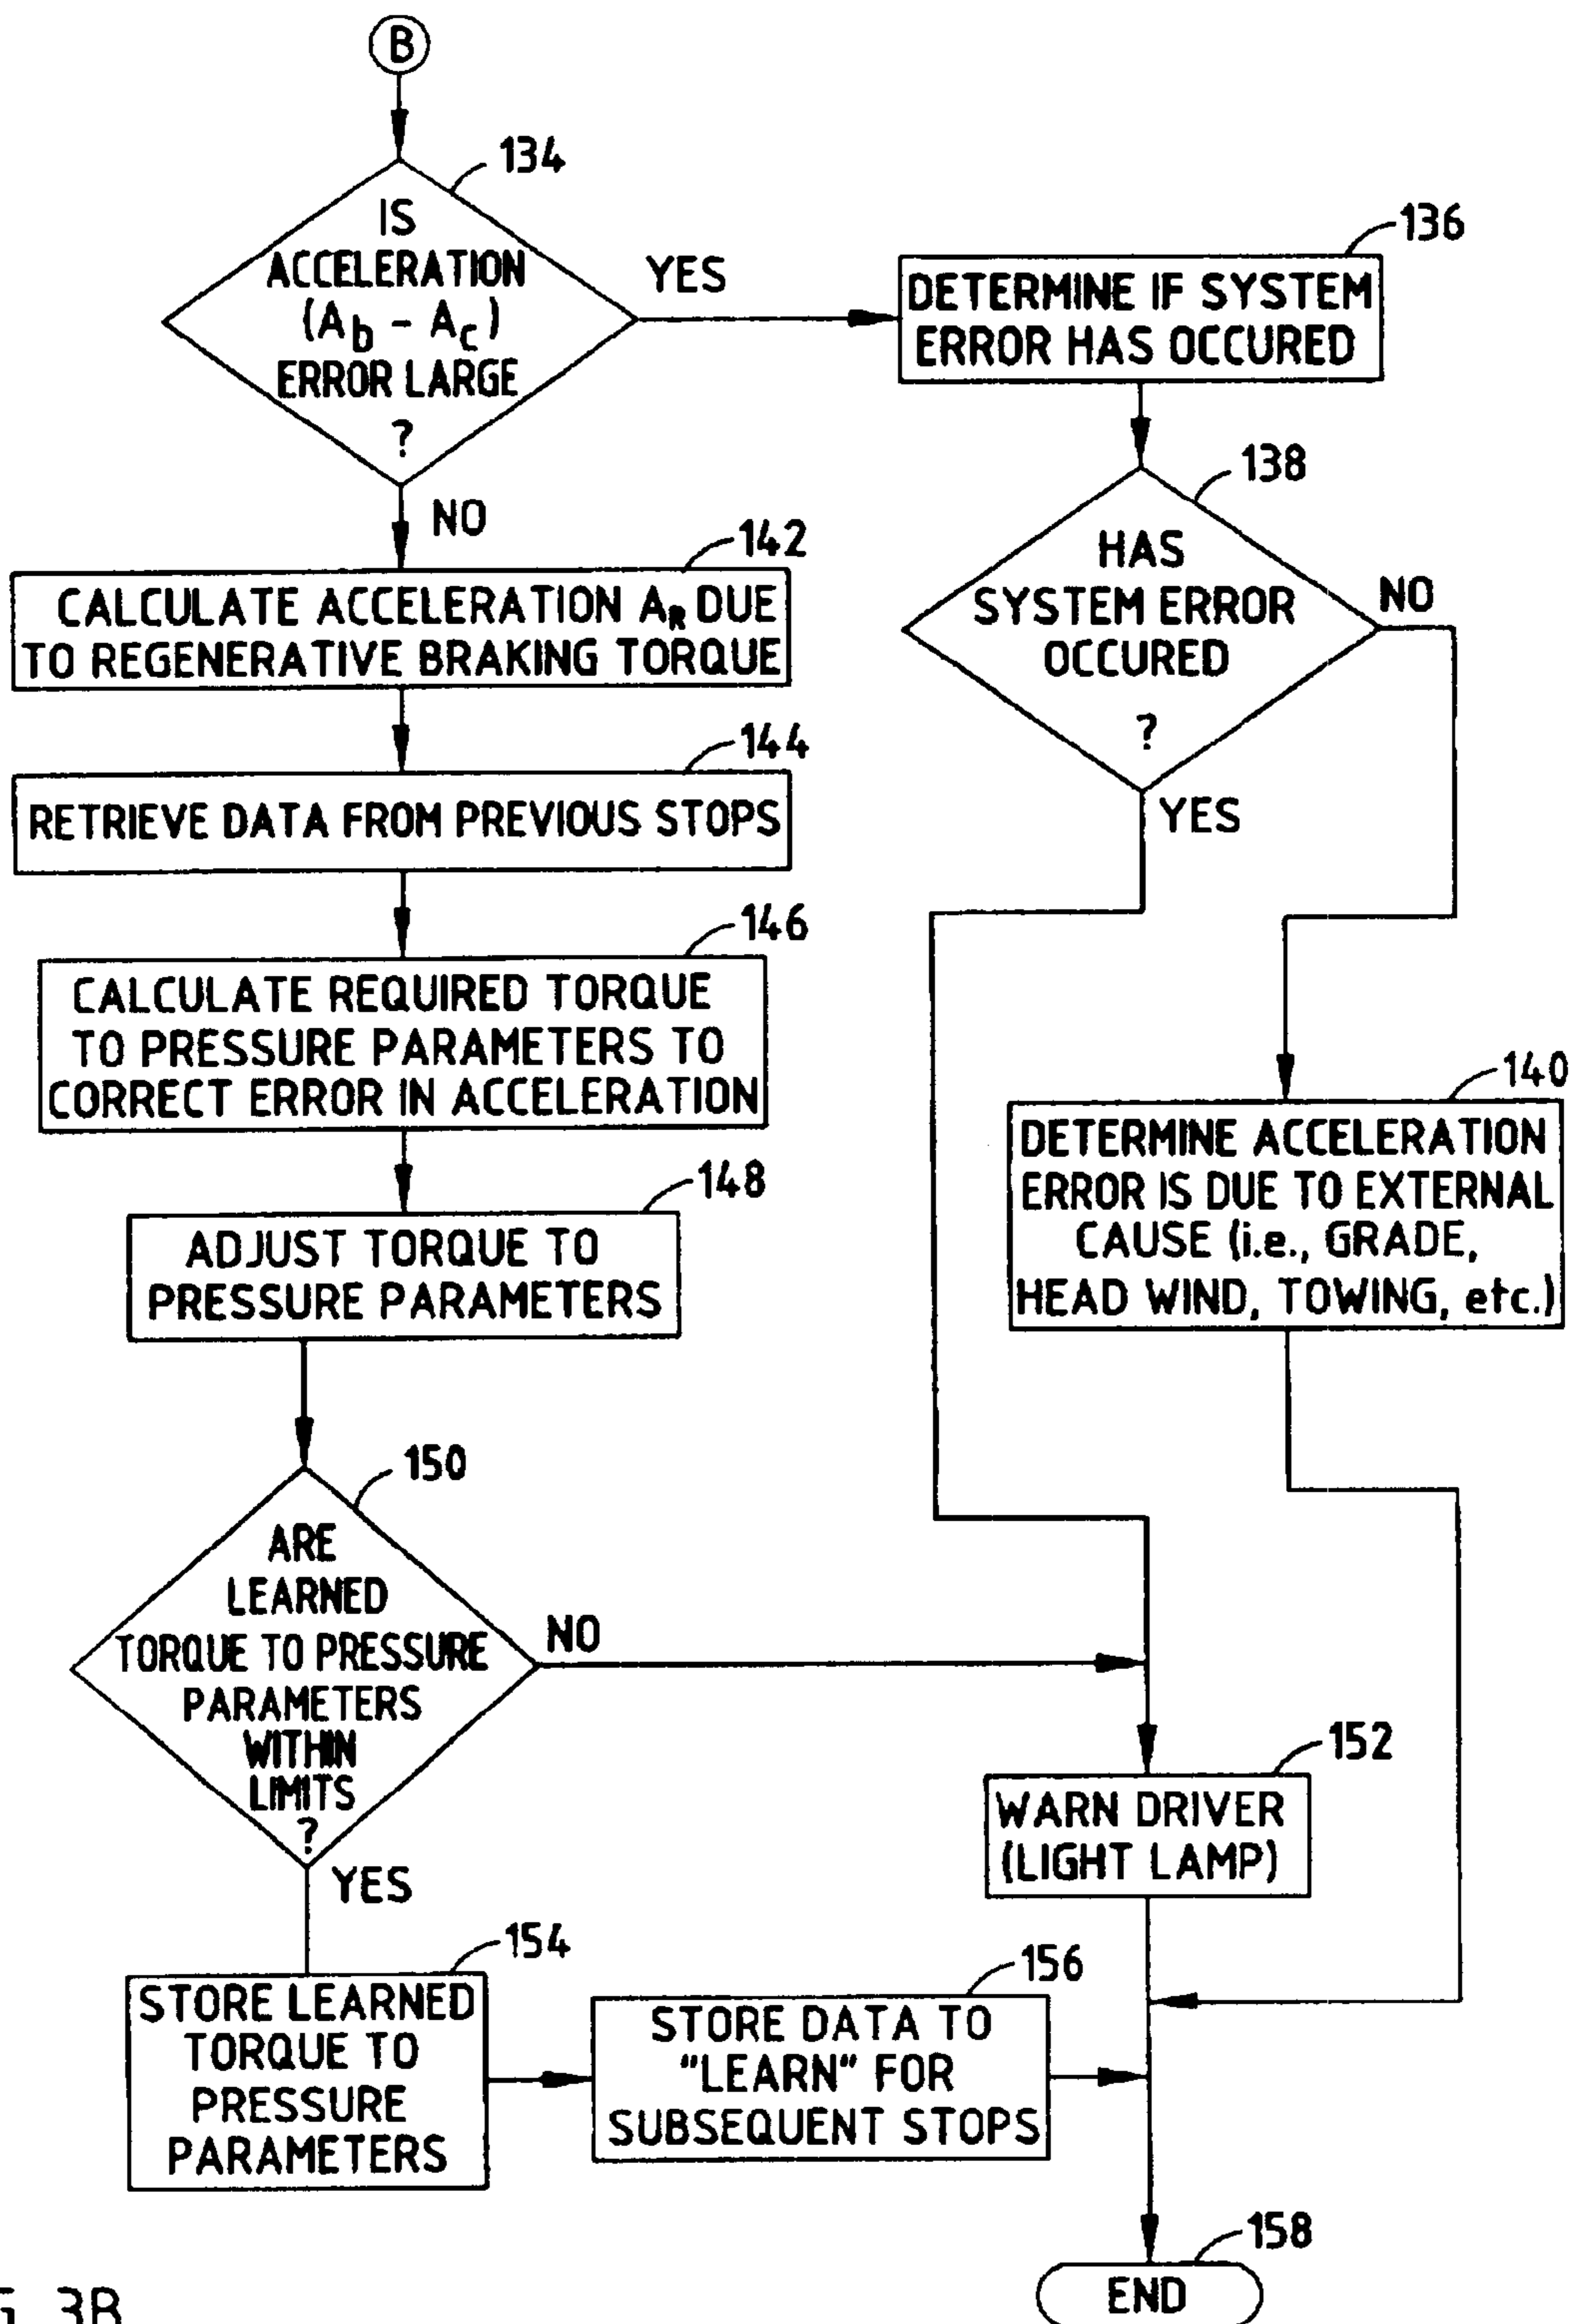 B
134
IS
ACCELERATION
(Ab - Ac)
ERROR LARGE
?
YES
NO
136
DETERMINE IF SYSTEM
ERROR HAS OCCURED
138
HAS
SYSTEM ERROR
OCCURED
?
NO
YES
142
CALCULATE ACCELERATION AR DUE
TO REGENERATIVE BRAKING TORQUE
144
RETRIEVE DATA FROM PREVIOUS STOPS
146
CALCULATE REQUIRED TORQUE
TO PRESSURE PARAMETERS TO
CORRECT ERROR IN ACCELERATION
140
DETERMINE ACCELERATION
ERROR IS DUE TO EXTERNAL
CAUSE (i.e., GRADE,
HEAD WIND, TOWING, etc.)
148
ADJUST TORQUE TO
PRESSURE PARAMETERS
150
ARE
LEARNED
TORQUE TO PRESSURE
PARAMETERS
WITHIN
LIMITS
?
NO
YES
152
WARN DRIVER
(LIGHT LAMP)
154
STORE LEARNED
TORQUE TO
PRESSURE
PARAMETERS
156
STORE DATA TO
"LEARN" FOR
SUBSEQUENT STOPS
158
END
3B